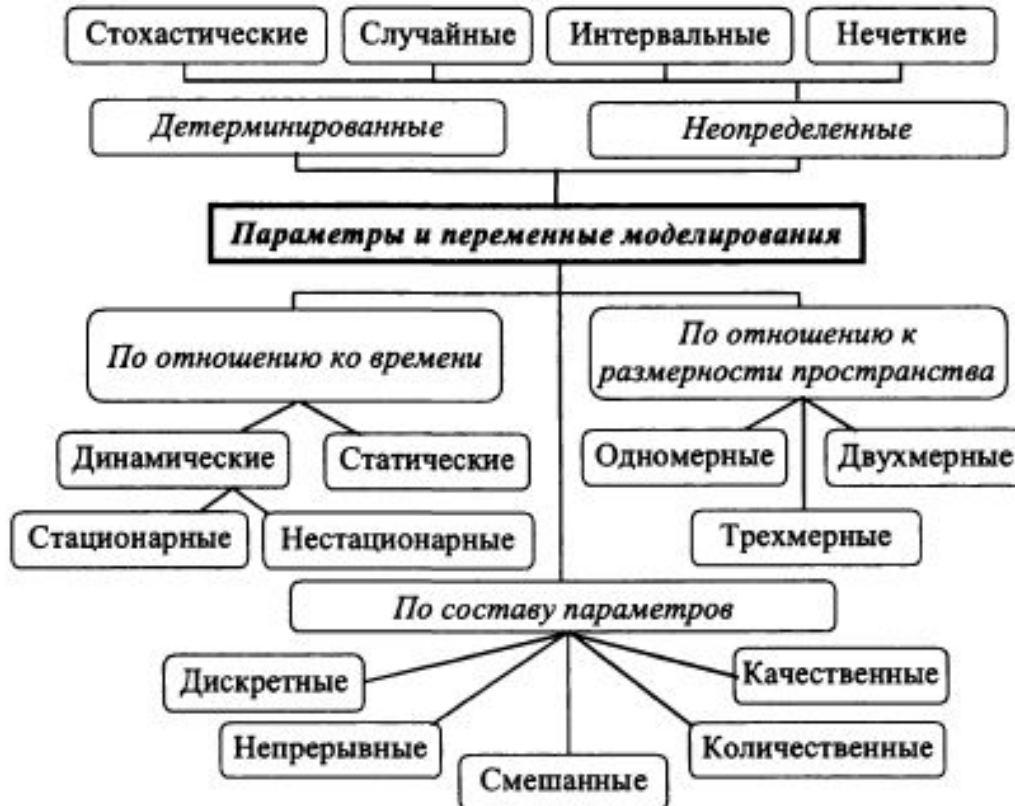 Стохастические
Случайные
Интервальные
Нечеткие
Детерминированные
Неопределенные
Параметры и переменные моделирования
По отношению ко времени
По отношению к
размерности пространства
Динамические
Статические
Одномерные
Двухмерные
Стационарные
Нестационарные
Трехмерные
По составу параметров
Дискретные
Качественные
Непрерывные
Количественные
Смешанные